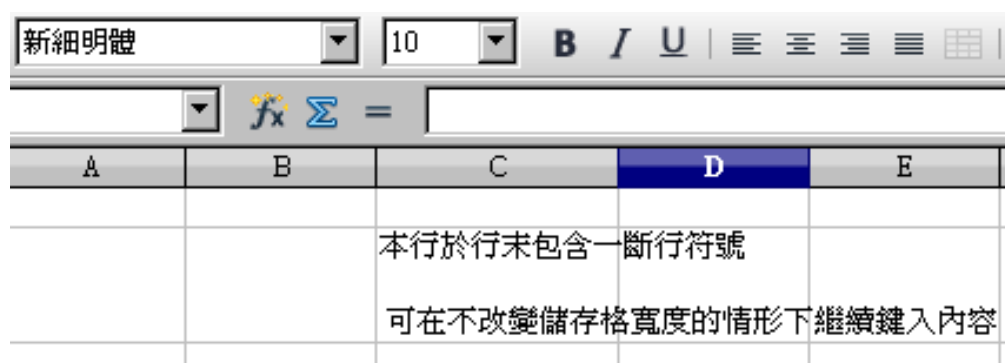 新細明體 10 B I U
fx Σ =
A B C D E
本行於行末包含一斷行符號
可在不改變儲存格寬度的情形下繼續鍵入內容